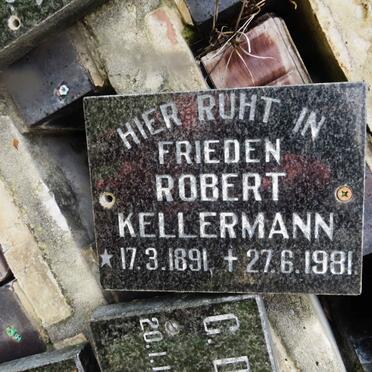 HIER RUHT IN
FRIEDEN
ROBERT
KELLERMANN
* 17.3.1891, † 27.6.1981